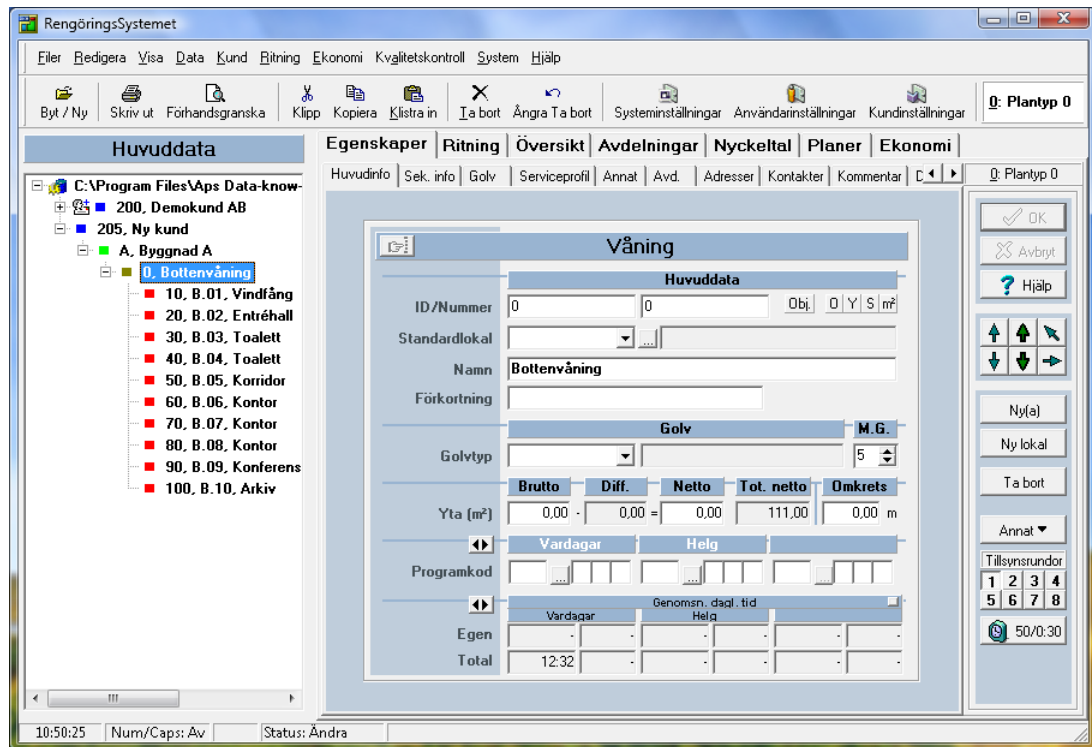 RengöringsSystemet
Filer Redigera Visa Data Kund Ritning Ekonomi Kvalitetskontroll System Hjälp
Byt / Ny Skriv ut Förhandsgranska Klipp Kopiera Klistra in Ta bort Ångra Ta bort Systeminställningar Användarinställningar Kundinställningar 0: Plantyp 0
Huvuddata
C:\Program Files\Aps Data-know-
200, Demokund AB
205, Ny kund
A, Byggnad A
0, Bottenvåning
10, B.01, Vindfång
20, B.02, Entréhall
30, B.03, Toalett
40, B.04, Toalett
50, B.05, Korridor
60, B.06, Kontor
70, B.07, Kontor
80, B.08, Kontor
90, B.09, Konferens
100, B.10, Arkiv
Egenskaper Ritning Översikt Avdelningar Nyckeltal Planer Ekonomi
Huvudinfo Sek. info Golv Serviceprofil Annat Avd. Adresser Kontakter Kommentar
Våning
Huvuddata
ID/Nummer 0 0 Obj. O Y S m²
Standardlokal ...
Namn Bottenvåning
Förkortning
Golv M.G.
Golvtyp 5
Brutto Diff. Netto Tot. netto Omkrets
Yta (m²) 0,00 - 0,00 = 0,00 111,00 0,00 m
Vardagar Helg
Programkod ... ... ...
Genomsn. dagl. tid
Vardagar Helg
Egen - - - - - -
Total 12:32 - - - - -
0: Plantyp 0
OK
Avbryt
Hjälp
Ny(a)
Ny lokal
Ta bort
Annat
Tillsynsrundor
1 2 3 4
5 6 7 8
50/0:30
10:50:25 Num/Caps: Av Status: Ändra